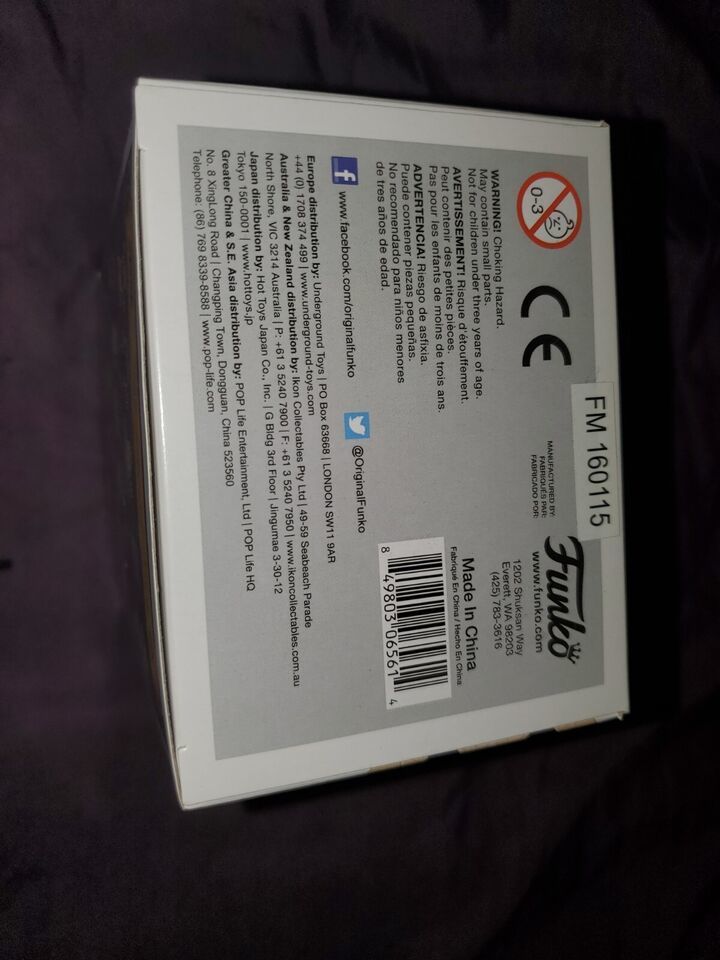 0-3
CE
FM 160115
WARNING! Choking Hazard.
May contain small parts.
Not for children under three years of age.
AVERTISSEMENT! Risque d'étouffement.
Peut contenir des petites pièces.
Pas pour les enfants de moins de trois ans.
ADVERTENCIA! Riesgo de asfixia.
Puede contener piezas pequeñas.
No recomendado para niños menores
de tres años de edad.
MANUFACTURED BY:
FABRIQUÉS PAR:
FABRICADO POR:
Funko
www.funko.com
1202 Shuksan Way
Everett, WA 98203
(425) 783-3616
Made In China
Fabriqué En China / Hecho En China
8 49803 06561 4
f www.facebook.com/originalfunko
@OriginalFunko
Europe distribution by: Underground Toys | PO Box 63668 | LONDON SW11 9AR
+44 (0) 1708 374 499 | www.underground-toys.com
Australia & New Zealand distribution by: Ikon Collectables Pty Ltd | 49-59 Seabeach Parade
North Shore, VIC 3214 Australia | P: +61 3 5240 7900 | F: +61 3 5240 7950 | www.ikoncollectables.com.au
Japan distribution by: Hot Toys Japan Co., Inc. | G Bldg 3rd Floor | Jingumae 3-30-12
Tokyo 150-0001 | www.hottoys.jp
Greater China & S.E. Asia distribution by: POP Life Entertainment, Ltd | POP Life HQ
No. 8 XingLong Road | Changping Town, Dongguan, China 523560
Telephone: (86) 769 8339-8588 | www.pop-life.com